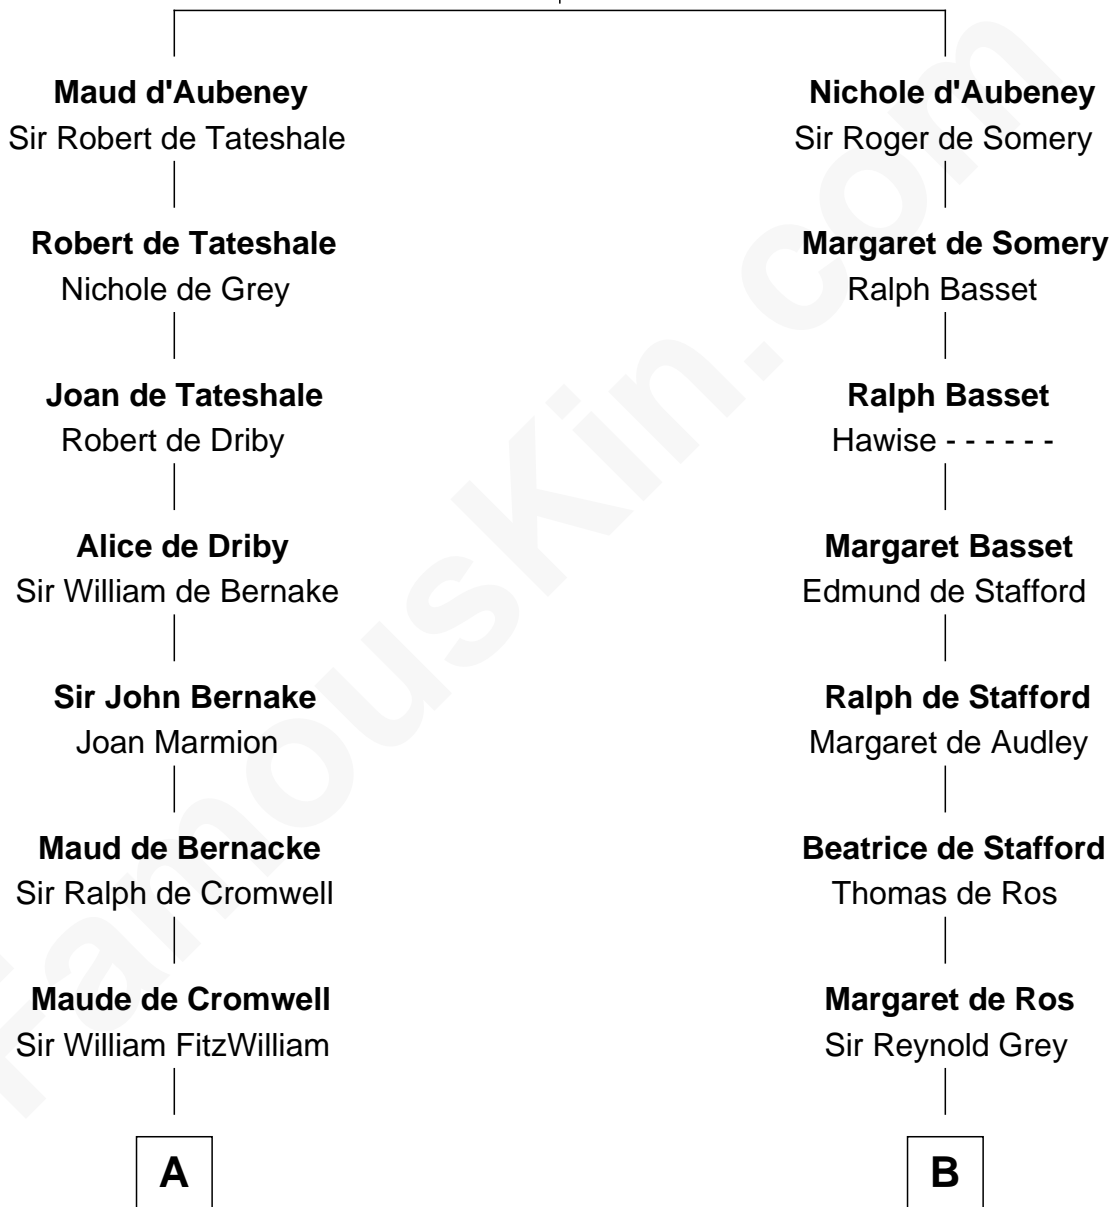 Maud d'Aubeney
Sir Robert de Tateshale
Robert de Tateshale
Nichole de Grey
Joan de Tateshale
Robert de Driby
Alice de Driby
Sir William de Bernake
Sir John Bernake
Joan Marmion
Maud de Bernacke
Sir Ralph de Cromwell
Maude de Cromwell
Sir William FitzWilliam
A
Nichole d'Aubeney
Sir Roger de Somery
Margaret de Somery
Ralph Basset
Ralph Basset
Hawise - - - - - -
Margaret Basset
Edmund de Stafford
Ralph de Stafford
Margaret de Audley
Beatrice de Stafford
Thomas de Ros
Margaret de Ros
Sir Reynold Grey
B
FamousKin.com